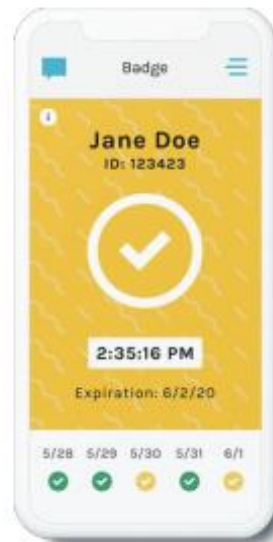 Badge
i
Jane Doe
ID: 123423
2:35:16 PM
Expiration: 6/2/20
5/28 5/29 5/30 5/31 6/1